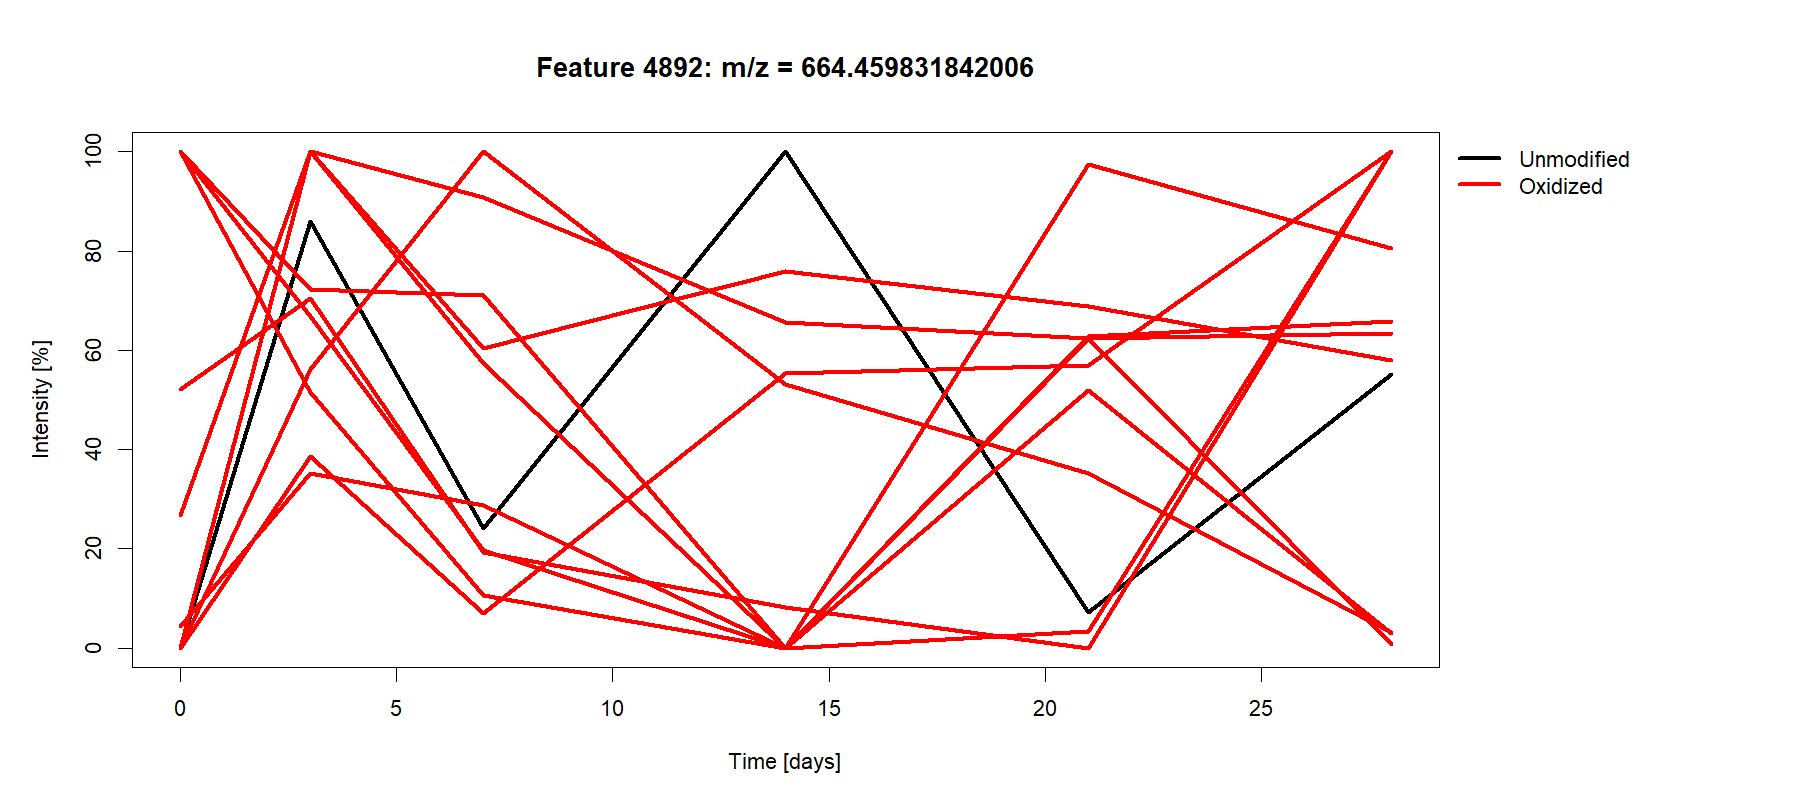 Feature 4892: m/z = 664.459831842006
Unmodified
Oxidized
Intensity [%]
100
80
60
40
20
0
0 5 10 15 20 25
Time [days]